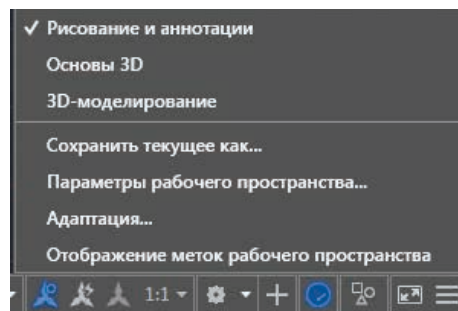 Рисование и аннотации
Основы 3D
3D-моделирование
Сохранить текущее как...
Параметры рабочего пространства...
Адаптация...
Отображение меток рабочего пространства
1:1